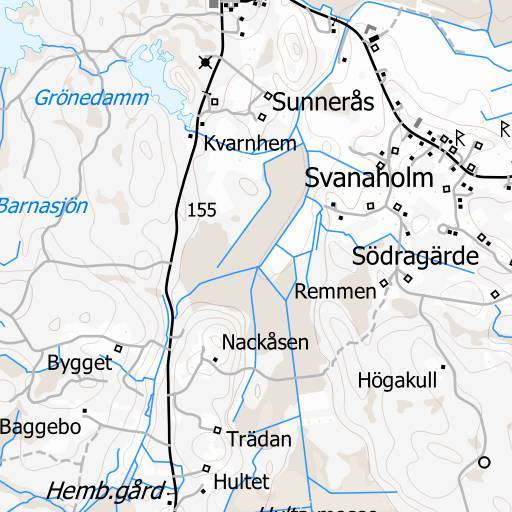 Grönedamm
Sunnerås
Kvarnhem
R
R
Svanaholm
Barnasjön
155
Södragärde
Remmen
Nackåsen
Bygget
Högakull
Baggebo
Trädan
Hultet
Hemb.gård